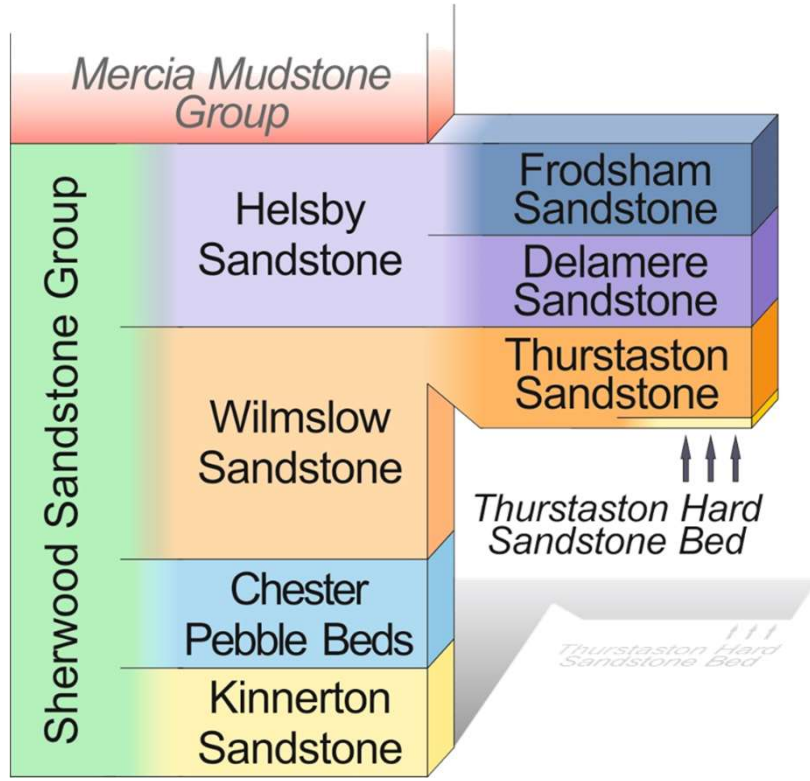 Mercia Mudstone
Group
Sherwood Sandstone Group
Helsby
Sandstone
Frodsham
Sandstone
Delamere
Sandstone
Wilmslow
Sandstone
Thurstaston
Sandstone
Thurstaston Hard
Sandstone Bed
Chester
Pebble Beds
Thurstaston Hard
Sandstone Bed
Kinnerton
Sandstone